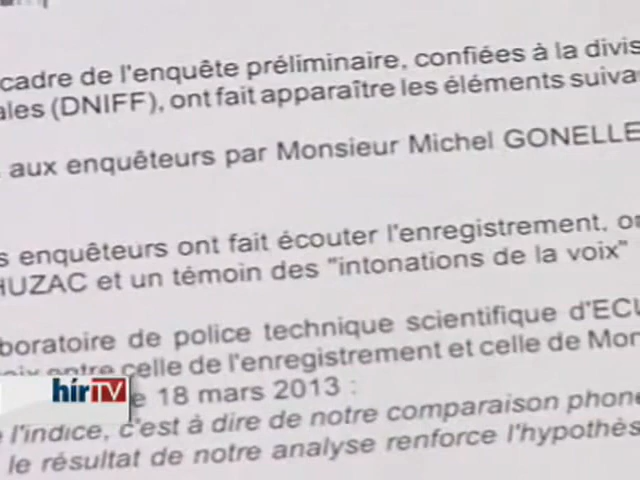 cadre de l'enquête préliminaire, confiées à la divis
ales (DNIFF), ont fait apparaître les éléments suiva
aux enquêteurs par Monsieur Michel GONELLE
s enquêteurs ont fait écouter l'enregistrement, o
HUZAC et un témoin des "intonations de la voix"
boratoire de police technique scientifique d'ECU
voix entre celle de l'enregistrement et celle de Mon
e 18 mars 2013 :
l'indice, c'est à dire de notre comparaison phoné
le résultat de notre analyse renforce l'hypothès
hírTV